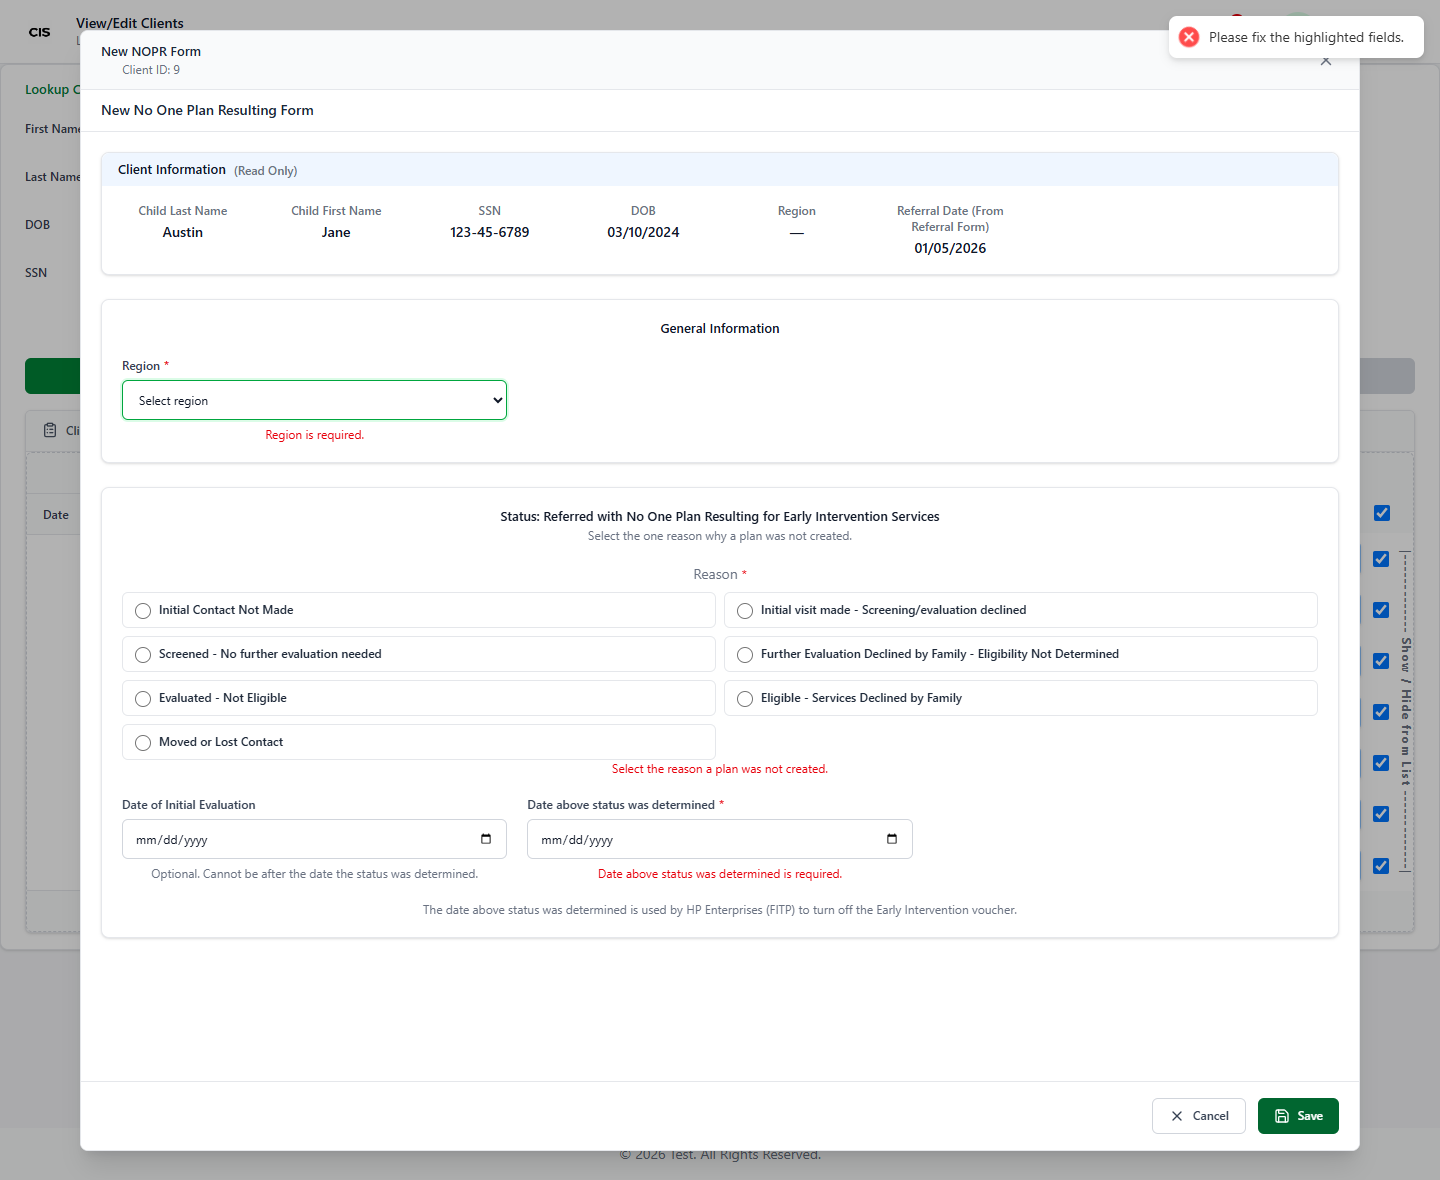 CIS
View/Edit Clients
Please fix the highlighted fields.
New NOPR Form
Client ID: 9
Lookup C
First Name
Last Name
DOB
SSN
New No One Plan Resulting Form
Client Information (Read Only)
Child Last Name
Austin
Child First Name
Jane
SSN
123-45-6789
DOB
03/10/2024
Region
—
Referral Date (From
Referral Form)
01/05/2026
General Information
Region *
Select region
Region is required.
Cli
Date
Status: Referred with No One Plan Resulting for Early Intervention Services
Select the one reason why a plan was not created.
Reason *
Initial Contact Not Made
Initial visit made - Screening/evaluation declined
Screened - No further evaluation needed
Further Evaluation Declined by Family - Eligibility Not Determined
Evaluated - Not Eligible
Eligible - Services Declined by Family
Moved or Lost Contact
Select the reason a plan was not created.
Show / Hide from List
Date of Initial Evaluation
mm/dd/yyyy
Optional. Cannot be after the date the status was determined.
Date above status was determined *
mm/dd/yyyy
Date above status was determined is required.
The date above status was determined is used by HP Enterprises (FITP) to turn off the Early Intervention voucher.
Cancel
Save
© 2026 Test. All Rights Reserved.